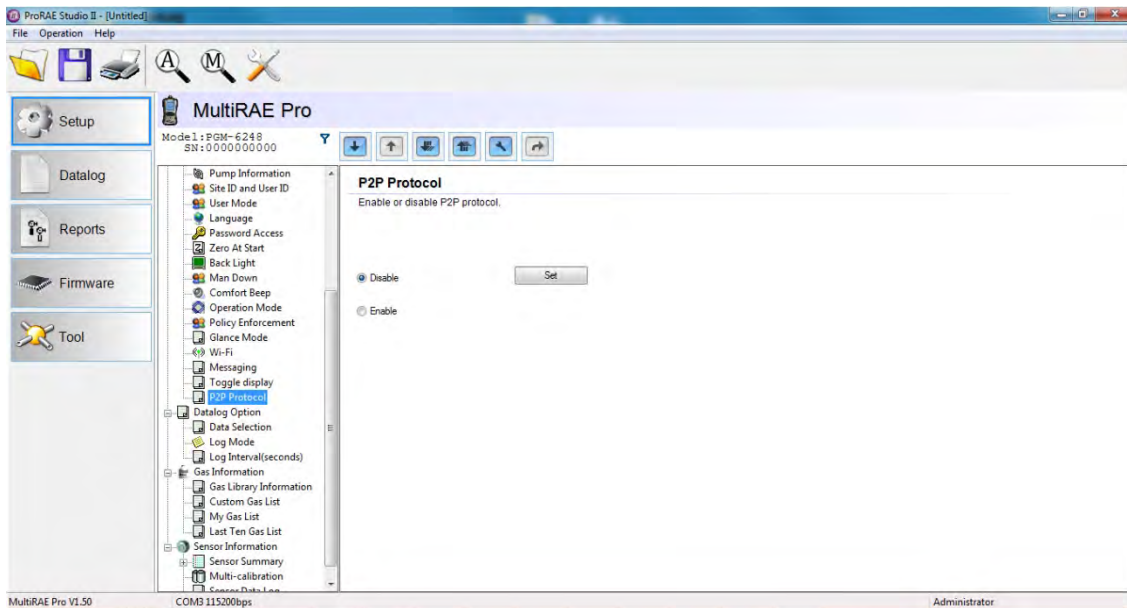 ProRAE Studio II - [Untitled]
File Operation Help
A M
Setup
Datalog
Reports
Firmware
Tool
MultiRAE Pro
Model:PGM-6248
SN:0000000000
Pump Information
Site ID and User ID
User Mode
Language
Password Access
Zero At Start
Back Light
Man Down
Comfort Beep
Operation Mode
Policy Enforcement
Glance Mode
Wi-Fi
Messaging
Toggle display
P2P Protocol
Datalog Option
Data Selection
Log Mode
Log Interval(seconds)
Gas Information
Gas Library Information
Custom Gas List
My Gas List
Last Ten Gas List
Sensor Information
Sensor Summary
Multi-calibration
Sensor Data Log
P2P Protocol
Enable or disable P2P protocol.
Disable
Set
Enable
MultiRAE Pro V1.50
COM3 115200bps
Administrator